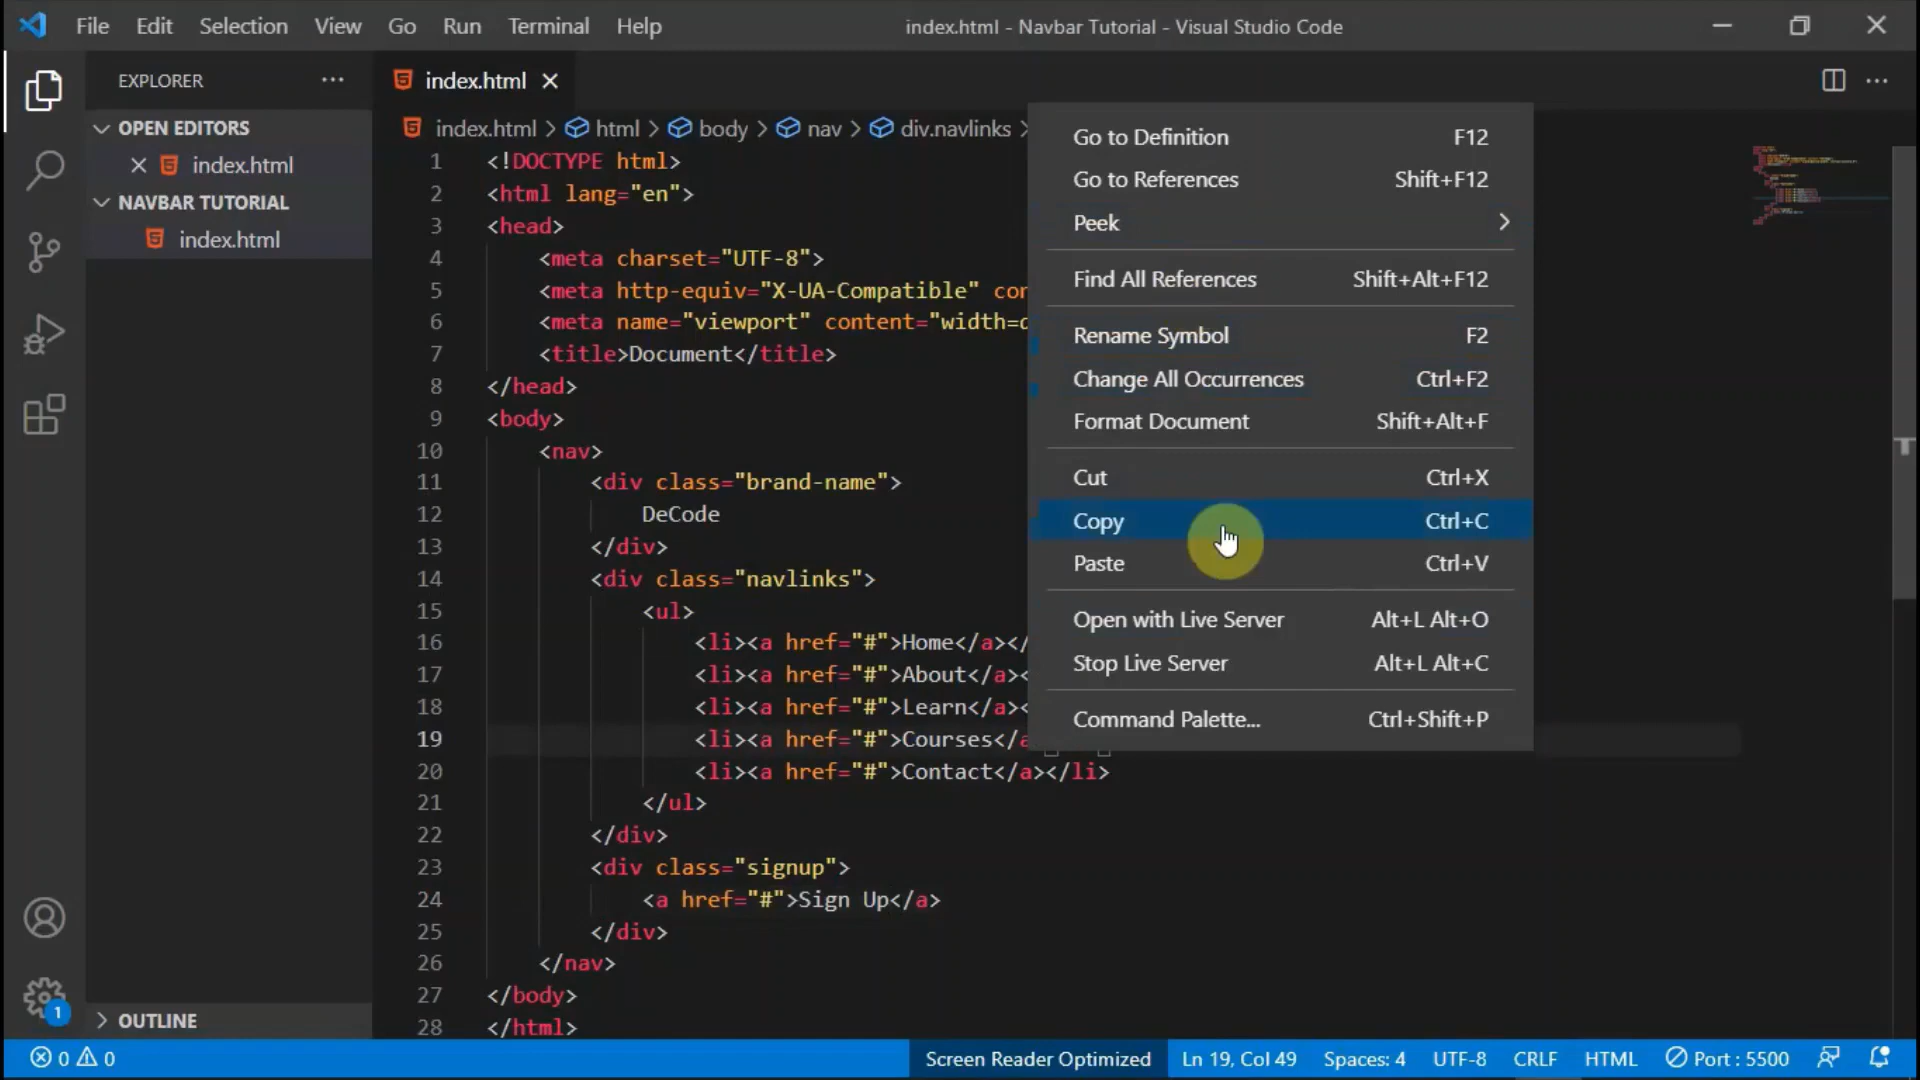 File Edit Selection View Go Run Terminal Help
index.html - Navbar Tutorial - Visual Studio Code
EXPLORER
OPEN EDITORS
index.html
NAVBAR TUTORIAL
index.html
OUTLINE
index.html
index.html > html > body > nav > div.navlinks >
1 <!DOCTYPE html>
2 <html lang="en">
3 <head>
4 <meta charset="UTF-8">
5 <meta http-equiv="X-UA-Compatible" con
6 <meta name="viewport" content="width=d
7 <title>Document</title>
8 </head>
9 <body>
10 <nav>
11 <div class="brand-name">
12 DeCode
13 </div>
14 <div class="navlinks">
15 <ul>
16 <li><a href="#">Home</a></
17 <li><a href="#">About</a><
18 <li><a href="#">Learn</a><
19 <li><a href="#">Courses</a
20 <li><a href="#">Contact</a></li>
21 </ul>
22 </div>
23 <div class="signup">
24 <a href="#">Sign Up</a>
25 </div>
26 </nav>
27 </body>
28 </html>
Go to Definition F12
Go to References Shift+F12
Peek
Find All References Shift+Alt+F12
Rename Symbol F2
Change All Occurrences Ctrl+F2
Format Document Shift+Alt+F
Cut Ctrl+X
Copy Ctrl+C
Paste Ctrl+V
Open with Live Server Alt+L Alt+O
Stop Live Server Alt+L Alt+C
Command Palette... Ctrl+Shift+P
1
0 0
Screen Reader Optimized Ln 19, Col 49 Spaces: 4 UTF-8 CRLF HTML Port : 5500